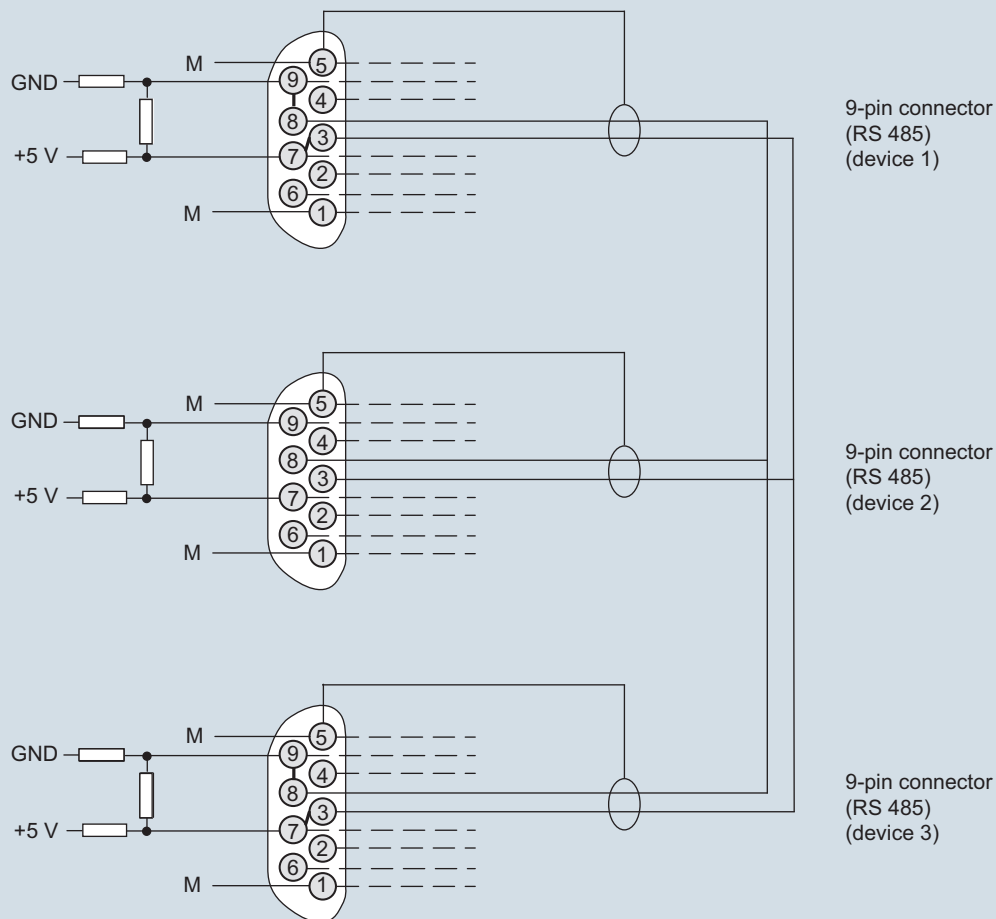 M
5
GND
9
4
8
3
+5 V
7
2
6
M
1
9-pin connector
(RS 485)
(device 1)
M
5
GND
9
4
8
3
+5 V
7
2
6
M
1
9-pin connector
(RS 485)
(device 2)
M
5
GND
9
4
8
3
+5 V
7
2
6
M
1
9-pin connector
(RS 485)
(device 3)